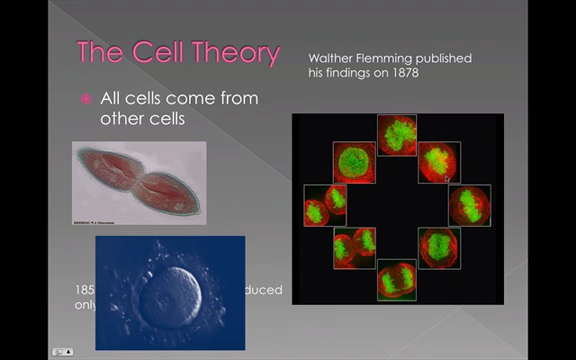 The Cell Theory
Walther Flemming published
his findings on 1878
All cells come from
other cells
185
duced
only